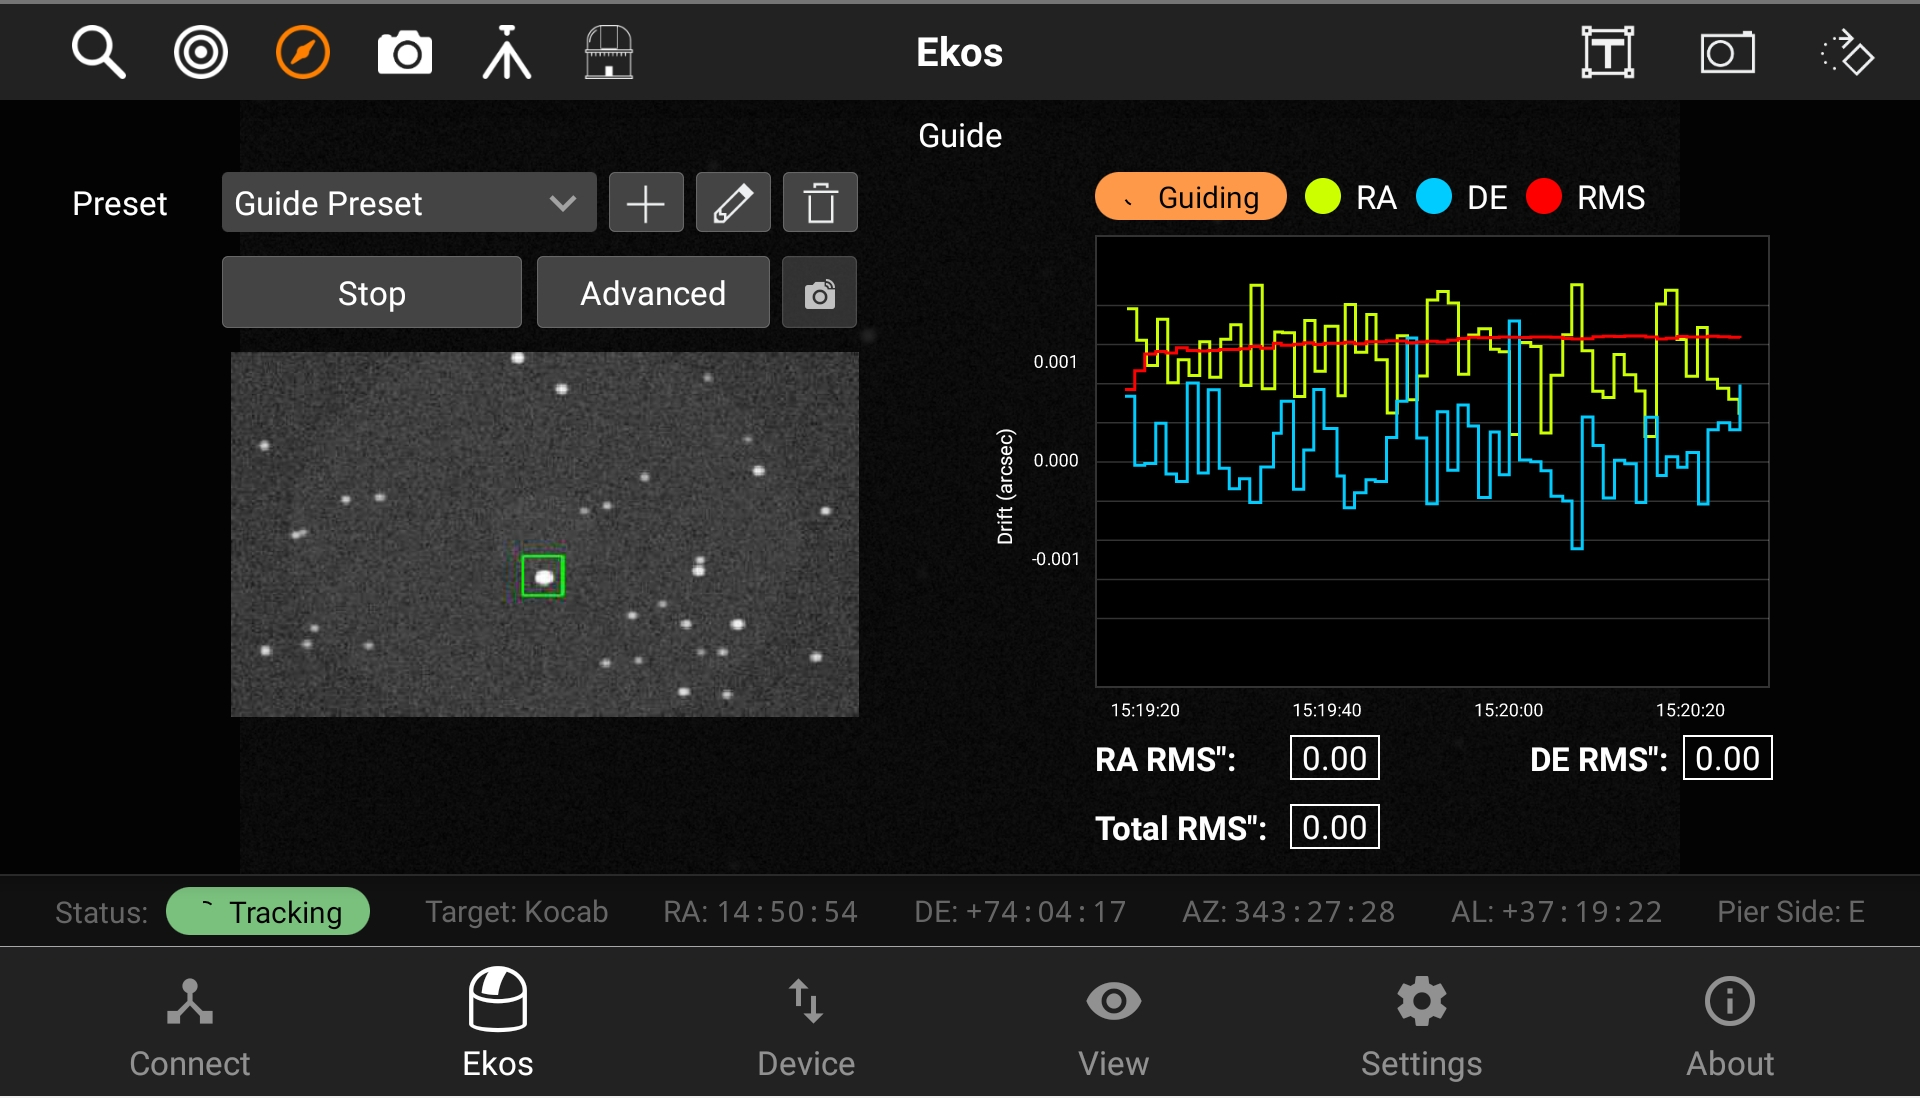 Ekos
Guide
Preset Guide Preset
Stop Advanced
Guiding RA DE RMS
0.001
0.000
-0.001
Drift (arcsec)
15:19:20 15:19:40 15:20:00 15:20:20
RA RMS": 0.00 DE RMS": 0.00
Total RMS": 0.00
Status: Tracking Target: Kocab RA: 14:50:54 DE: +74:04:17 AZ: 343:27:28 AL: +37:19:22 Pier Side: E
Connect Ekos Device View Settings About